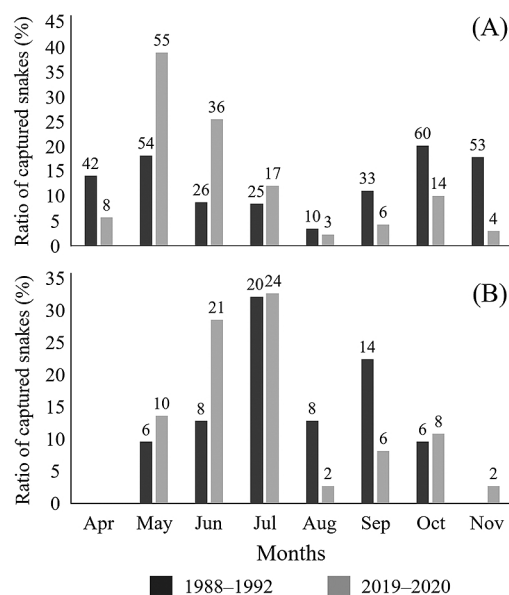 (A)
Ratio of captured snakes (%)
45
40
35
30
25
20
15
10
5
0
42 8 54 55 26 36 25 17 10 3 33 6 60 14 53 4
(B)
Ratio of captured snakes (%)
35
30
25
20
15
10
5
0
6 10 8 21 20 24 8 2 14 6 6 8 2
Apr May Jun Jul Aug Sep Oct Nov
Months
1988–1992 2019–2020